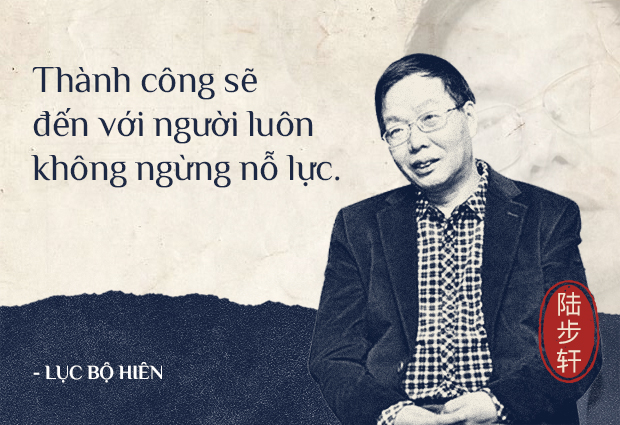 Thành công sẽ
đến với người luôn
không ngừng nỗ lực.
- LỤC BỘ HIÊN
陆步轩